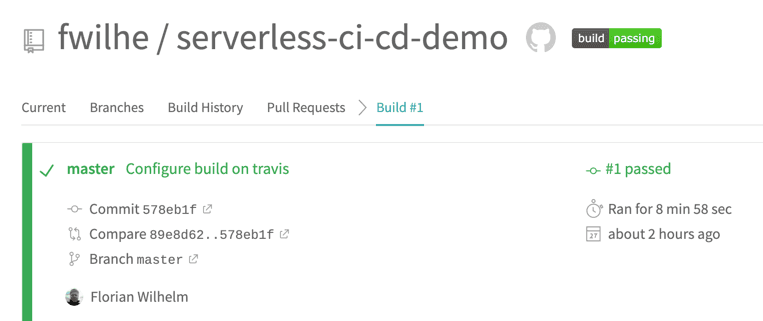 fwilhe / serverless-ci-cd-demo build passing
Current Branches Build History Pull Requests Build #1
master Configure build on travis #1 passed
Commit 578eb1f Ran for 8 min 58 sec
Compare 89e8d62..578eb1f 27 about 2 hours ago
Branch master
Florian Wilhelm